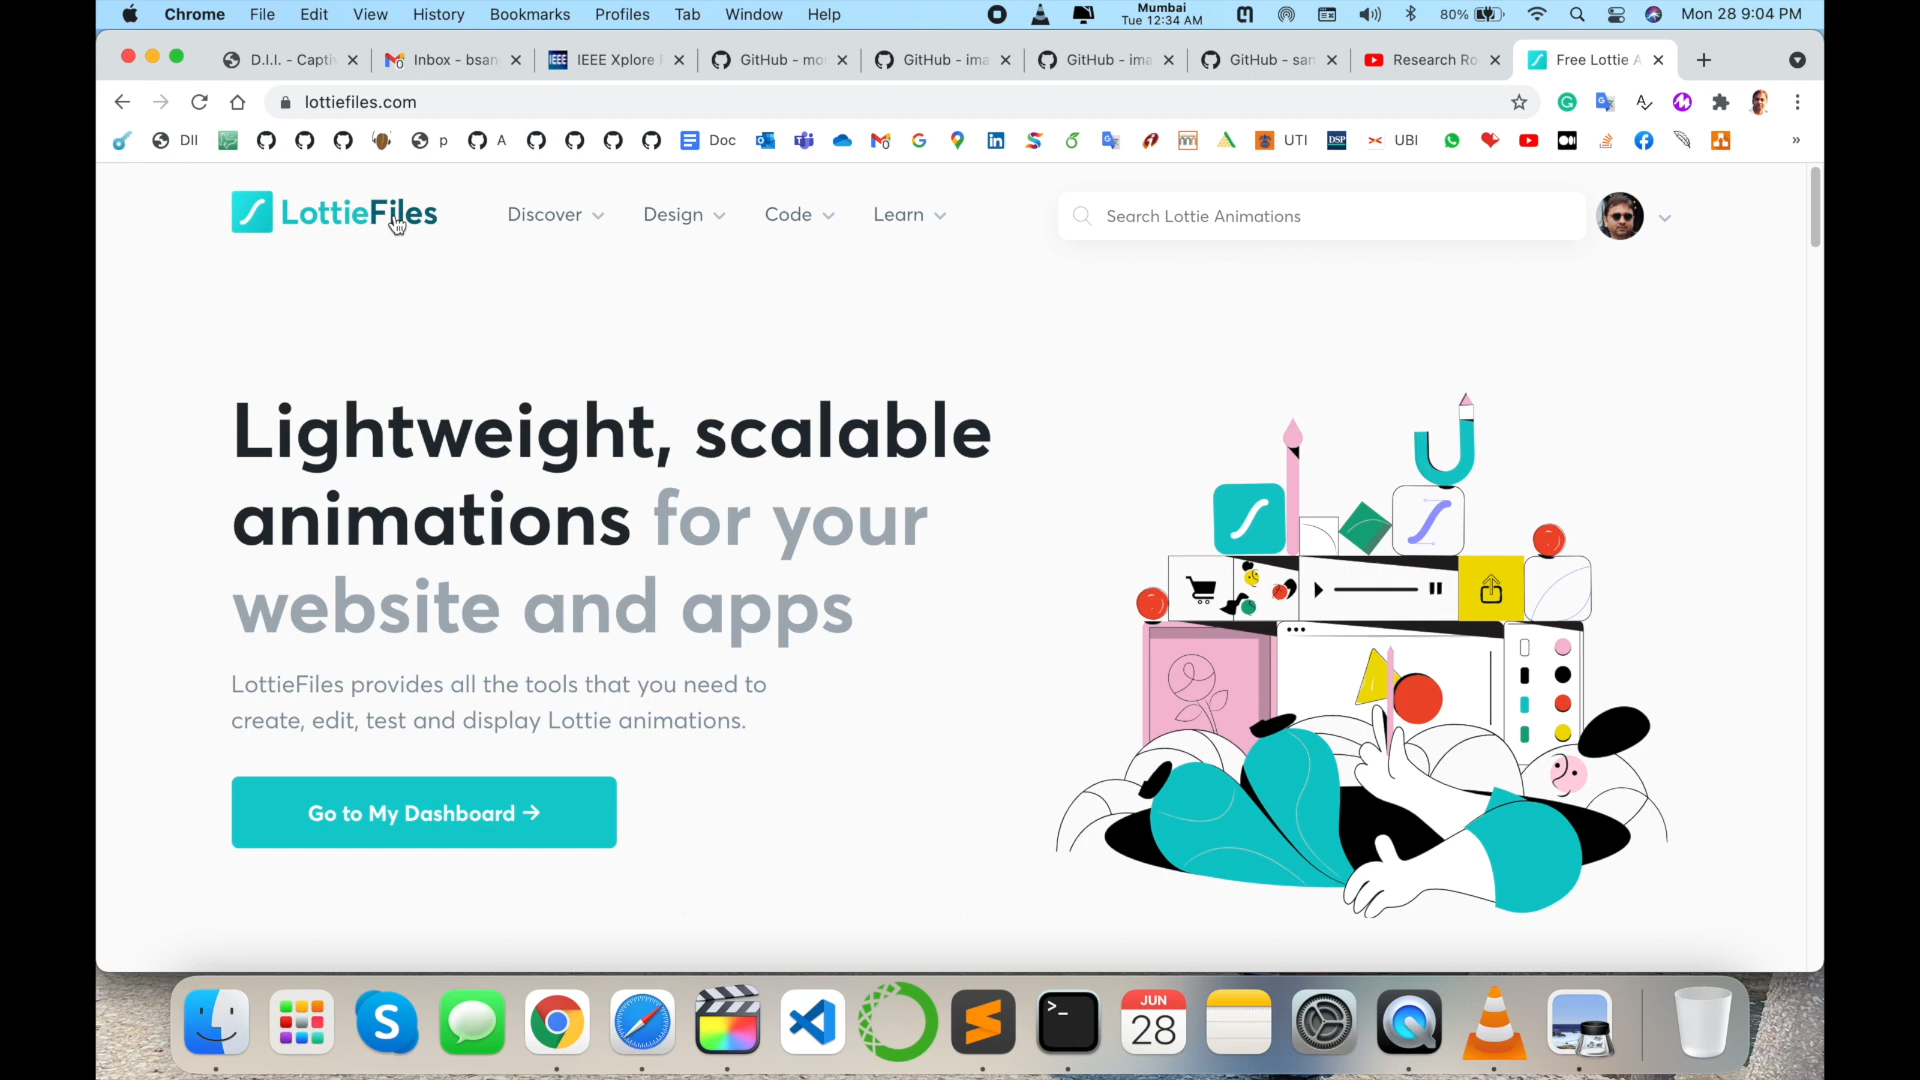 Chrome File Edit View History Bookmarks Profiles Tab Window Help
Mumbai
Tue 12:34 AM
80%
Mon 28 9:04 PM
D.I.I. - Capti
Inbox - bsan
IEEE Xplore
GitHub - mo
GitHub - ima
GitHub - ima
GitHub - san
Research Ro
Free Lottie A
lottiefiles.com
DII
p
A
Doc
UTI
DSP
UBI
»
LottieFiles
Discover
Design
Code
Learn
Search Lottie Animations
Lightweight, scalable
animations for your
website and apps
LottieFiles provides all the tools that you need to
create, edit, test and display Lottie animations.
Go to My Dashboard →
JUN
28